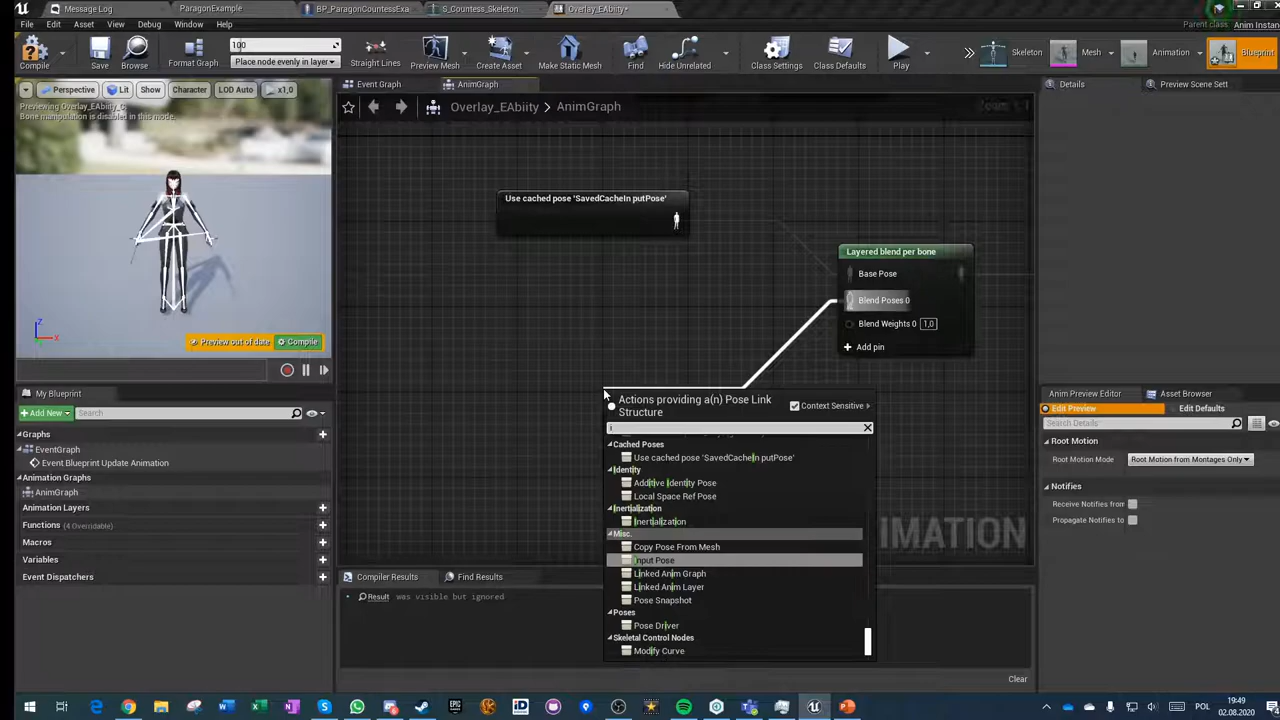 Message Log
ParagonExample
BP_ParagonCountessExa
S_Countess_Skeleton
Overlay_EAbiity*
File Edit Asset View Debug Window Help
Parent class:
Anim Instanc
Compile
Save
Browse
Format Graph
100
Place node evenly in layer
Straight Lines
Preview Mesh
Create Asset
Make Static Mesh
Find
Hide Unrelated
Class Settings
Class Defaults
Play
Skeleton
Mesh
Animation
Blueprint
Perspective
Lit
Show
Character
LOD Auto
x1,0
Previewing Overlay_EAbiity_C.
Bone manipulation is disabled in this mode.
Preview out of date
Compile
Event Graph
AnimGraph
Overlay_EAbiity > AnimGraph
Use cached pose 'SavedCacheIn putPose'
Layered blend per bone
Base Pose
Blend Poses 0
Blend Weights 0 1,0
Add pin
Actions providing a(n) Pose Link
Structure
Context Sensitive
i
Cached Poses
Use cached pose 'SavedCacheIn putPose'
Identity
Additive Identity Pose
Local Space Ref Pose
Inertialization
Inertialization
Misc.
Copy Pose From Mesh
Input Pose
Linked Anim Graph
Linked Anim Layer
Pose Snapshot
Poses
Pose Driver
Skeletal Control Nodes
Modify Curve
IMATION
My Blueprint
Add New
Search
Graphs
EventGraph
Event Blueprint Update Animation
Animation Graphs
AnimGraph
Animation Layers
Functions (4 Overridable)
Macros
Variables
Event Dispatchers
Compiler Results
Find Results
Result was visible but ignored
Clear
Details
Preview Scene Sett
Anim Preview Editor
Asset Browser
Edit Preview
Edit Defaults
Search Details
Root Motion
Root Motion Mode
Root Motion from Montages Only
Notifies
Receive Notifies from
Propagate Notifies to
POL
19:49
02.08.2020